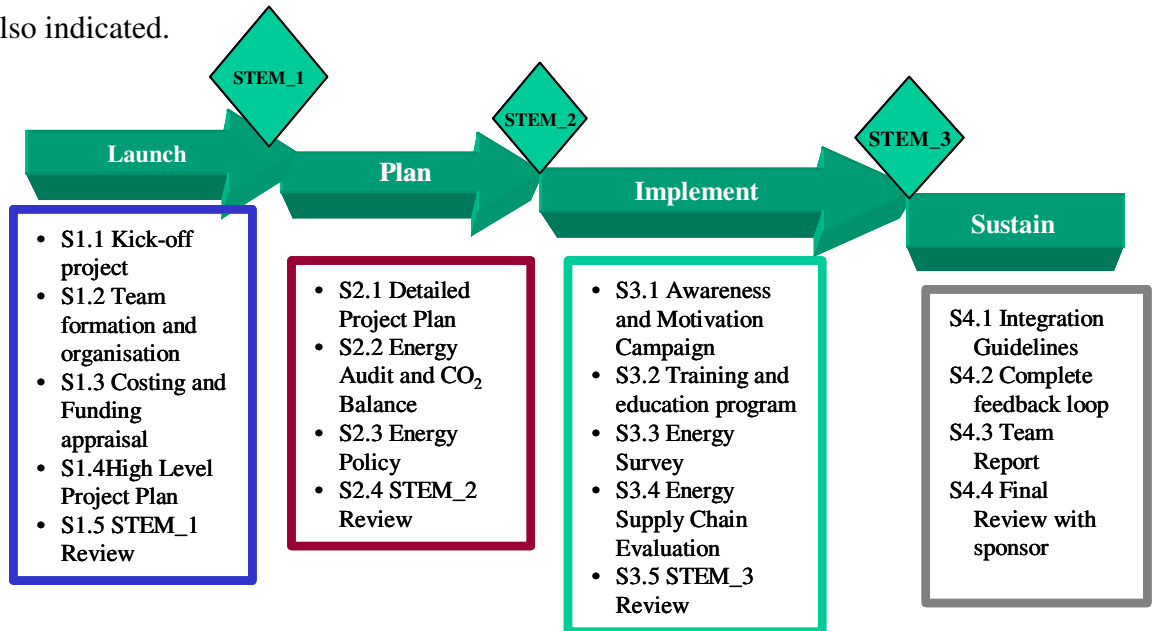 lso indicated.
STEM_1
STEM_2
STEM_3
Launch
Plan
Implement
Sustain
• S1.1 Kick-off
project
• S1.2 Team
formation and
organisation
• S1.3 Costing and
Funding
appraisal
• S1.4High Level
Project Plan
• S1.5 STEM_1
Review
• S2.1 Detailed
Project Plan
• S2.2 Energy
Audit and CO₂
Balance
• S2.3 Energy
Policy
• S2.4 STEM_2
Review
• S3.1 Awareness
and Motivation
Campaign
• S3.2 Training and
education program
• S3.3 Energy
Survey
• S3.4 Energy
Supply Chain
Evaluation
• S3.5 STEM_3
Review
S4.1 Integration
Guidelines
S4.2 Complete
feedback loop
S4.3 Team
Report
S4.4 Final
Review with
sponsor